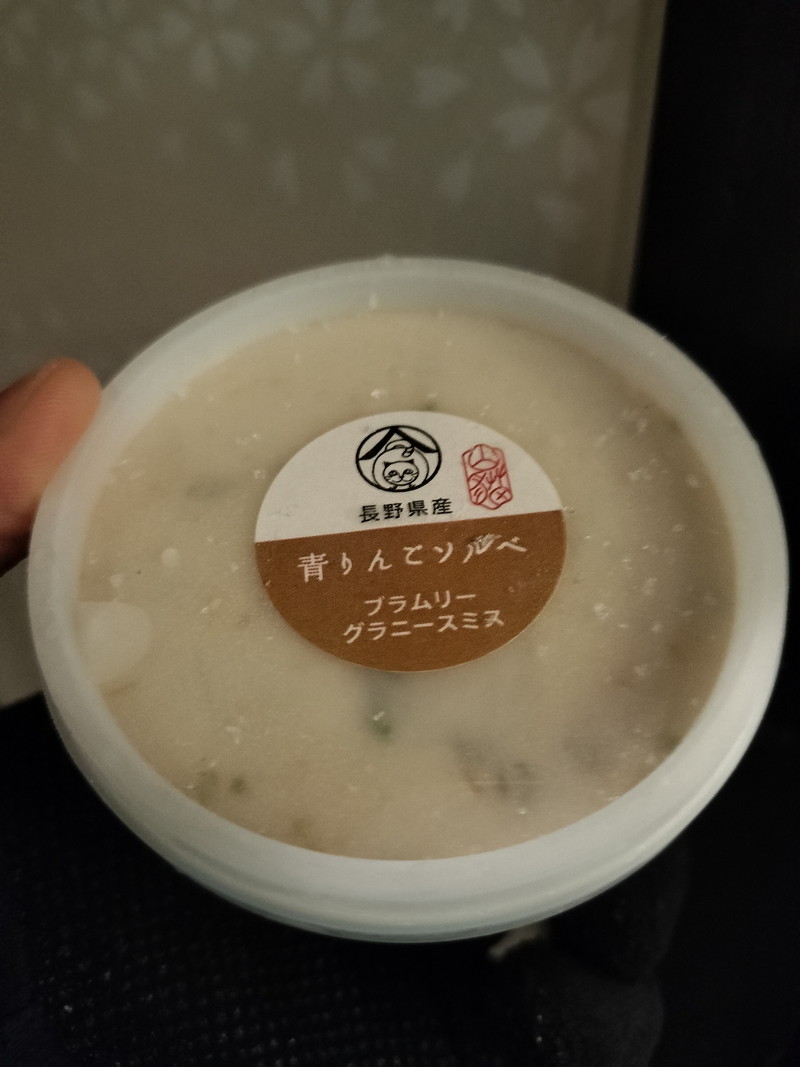 長野県産
青りんごソルベ
ブラムリー
グラニースミス